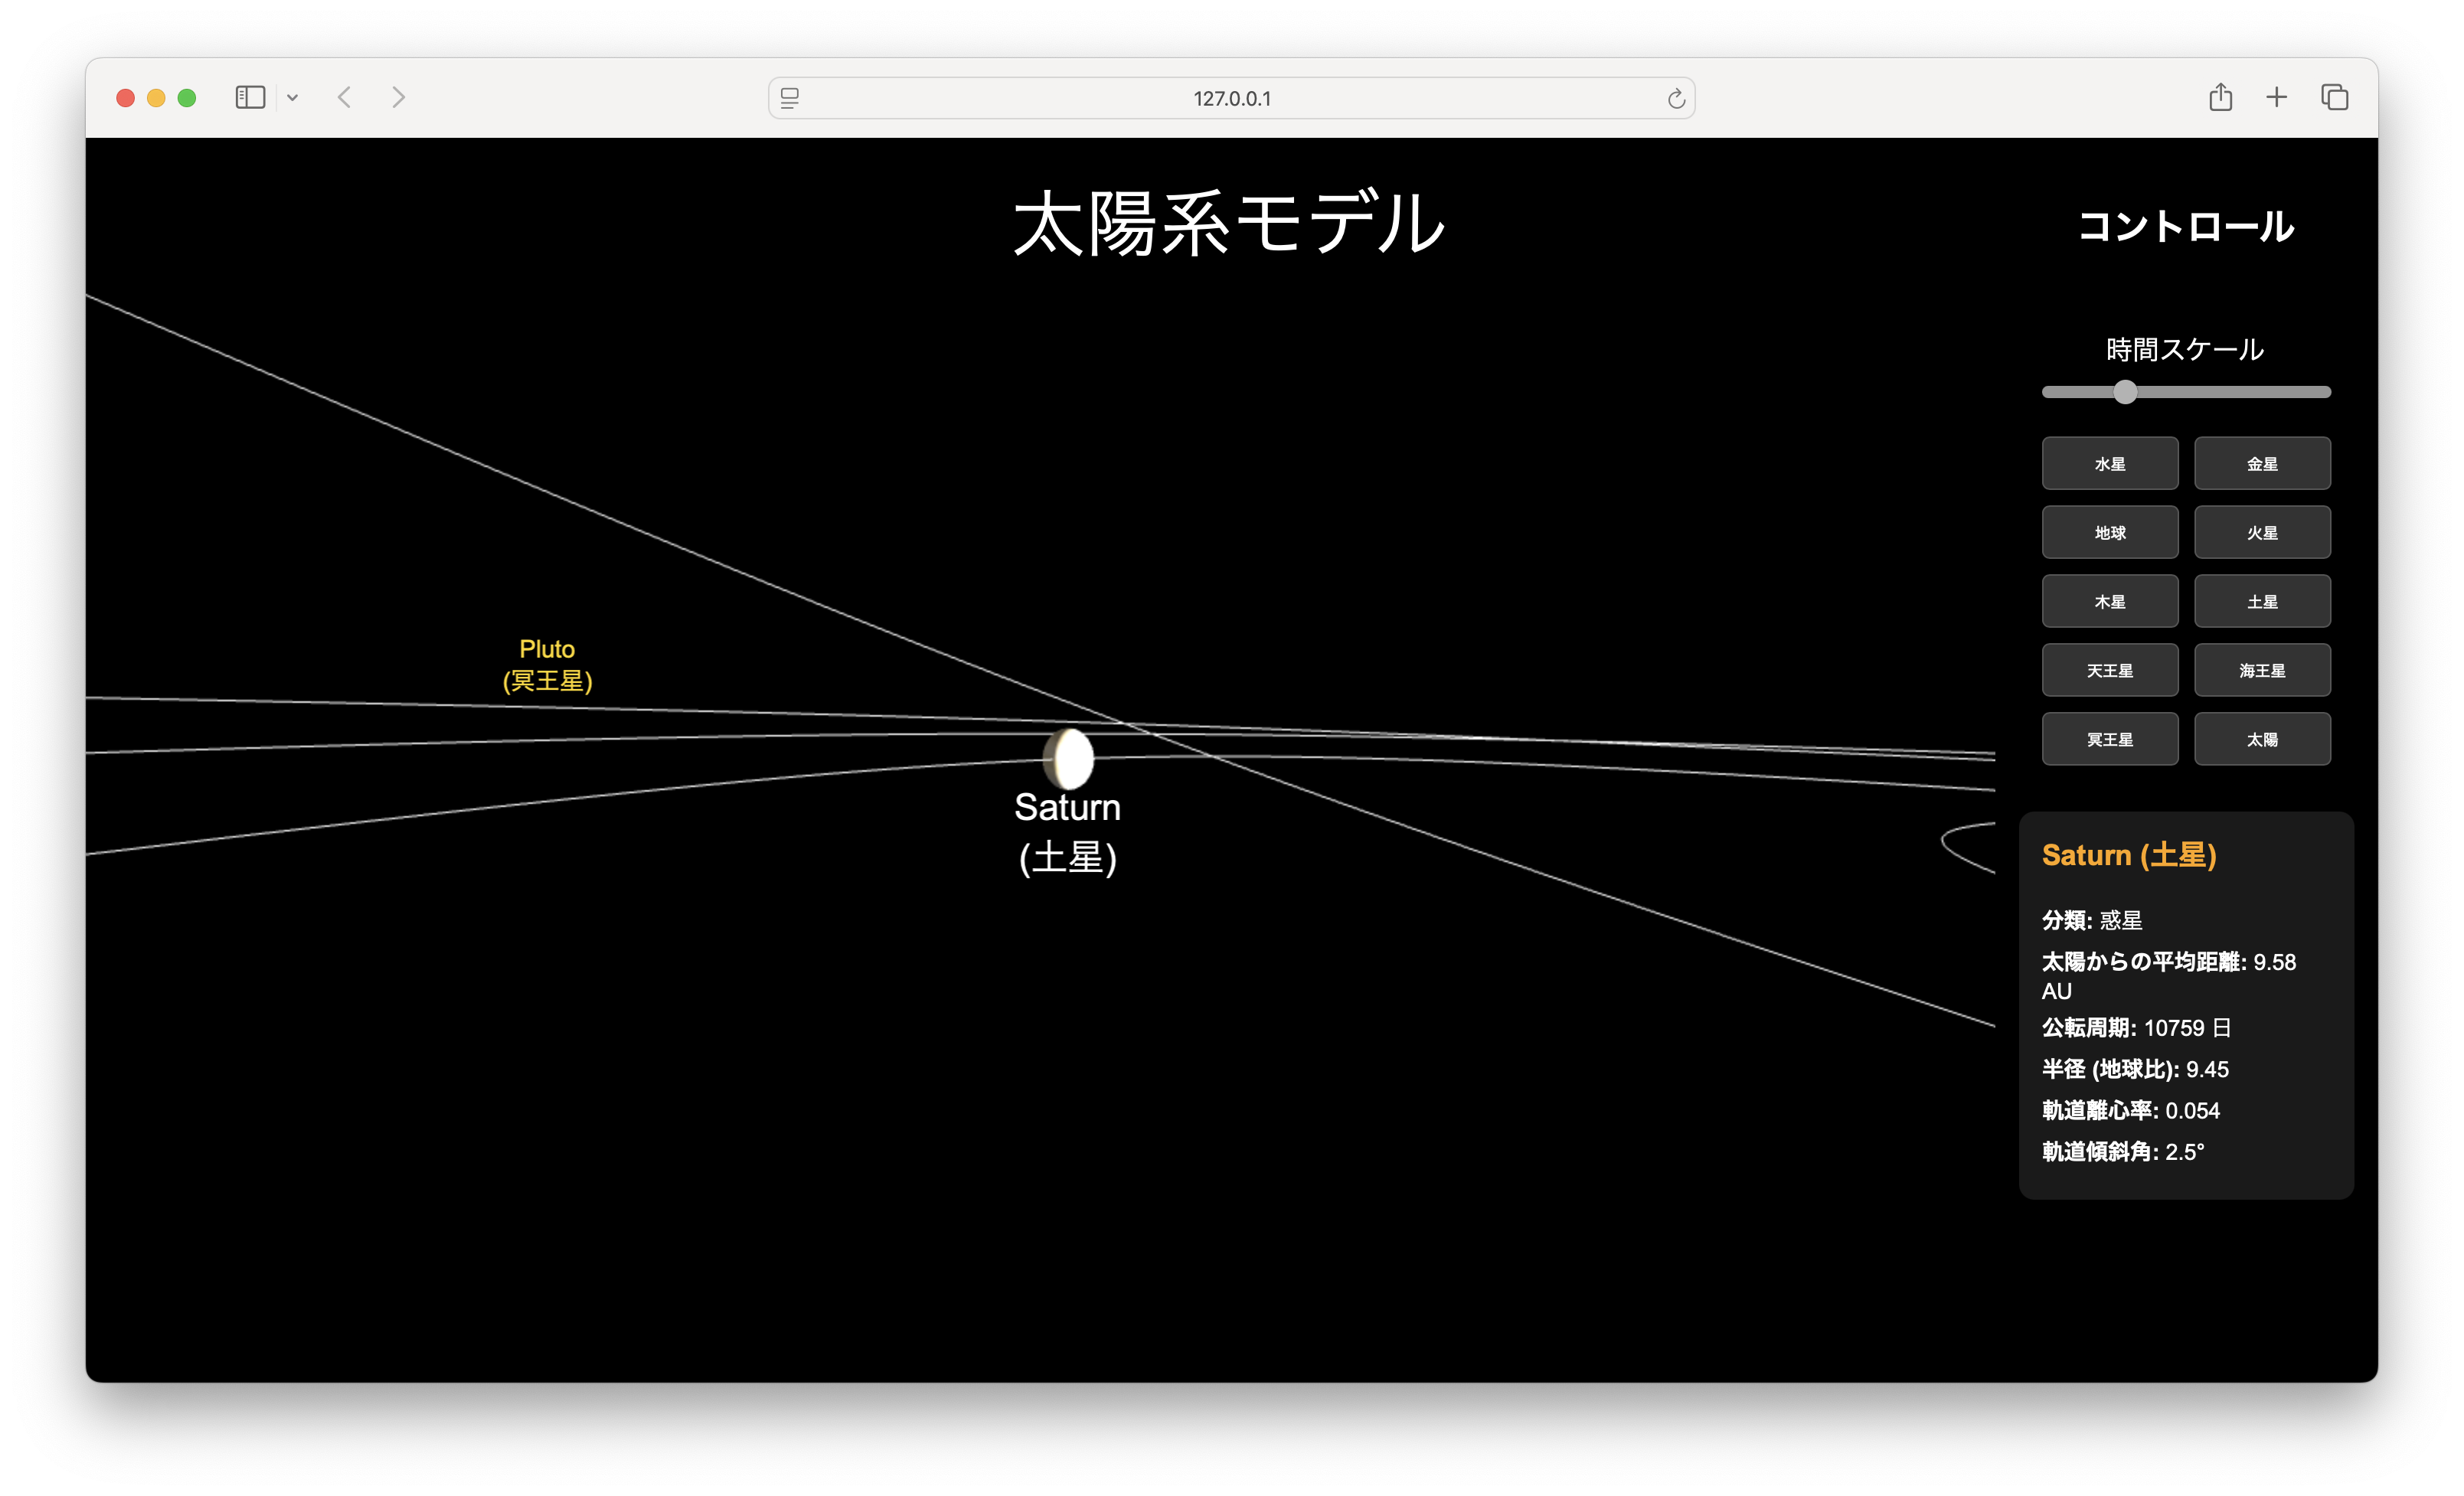 127.0.0.1
太陽系モデル
コントロール
時間スケール
水星
金星
地球
火星
木星
土星
天王星
海王星
冥王星
太陽
Pluto
(冥王星)
Saturn
(土星)
Saturn (土星)
分類: 惑星
太陽からの平均距離: 9.58
AU
公転周期: 10759 日
半径 (地球比): 9.45
軌道離心率: 0.054
軌道傾斜角: 2.5°